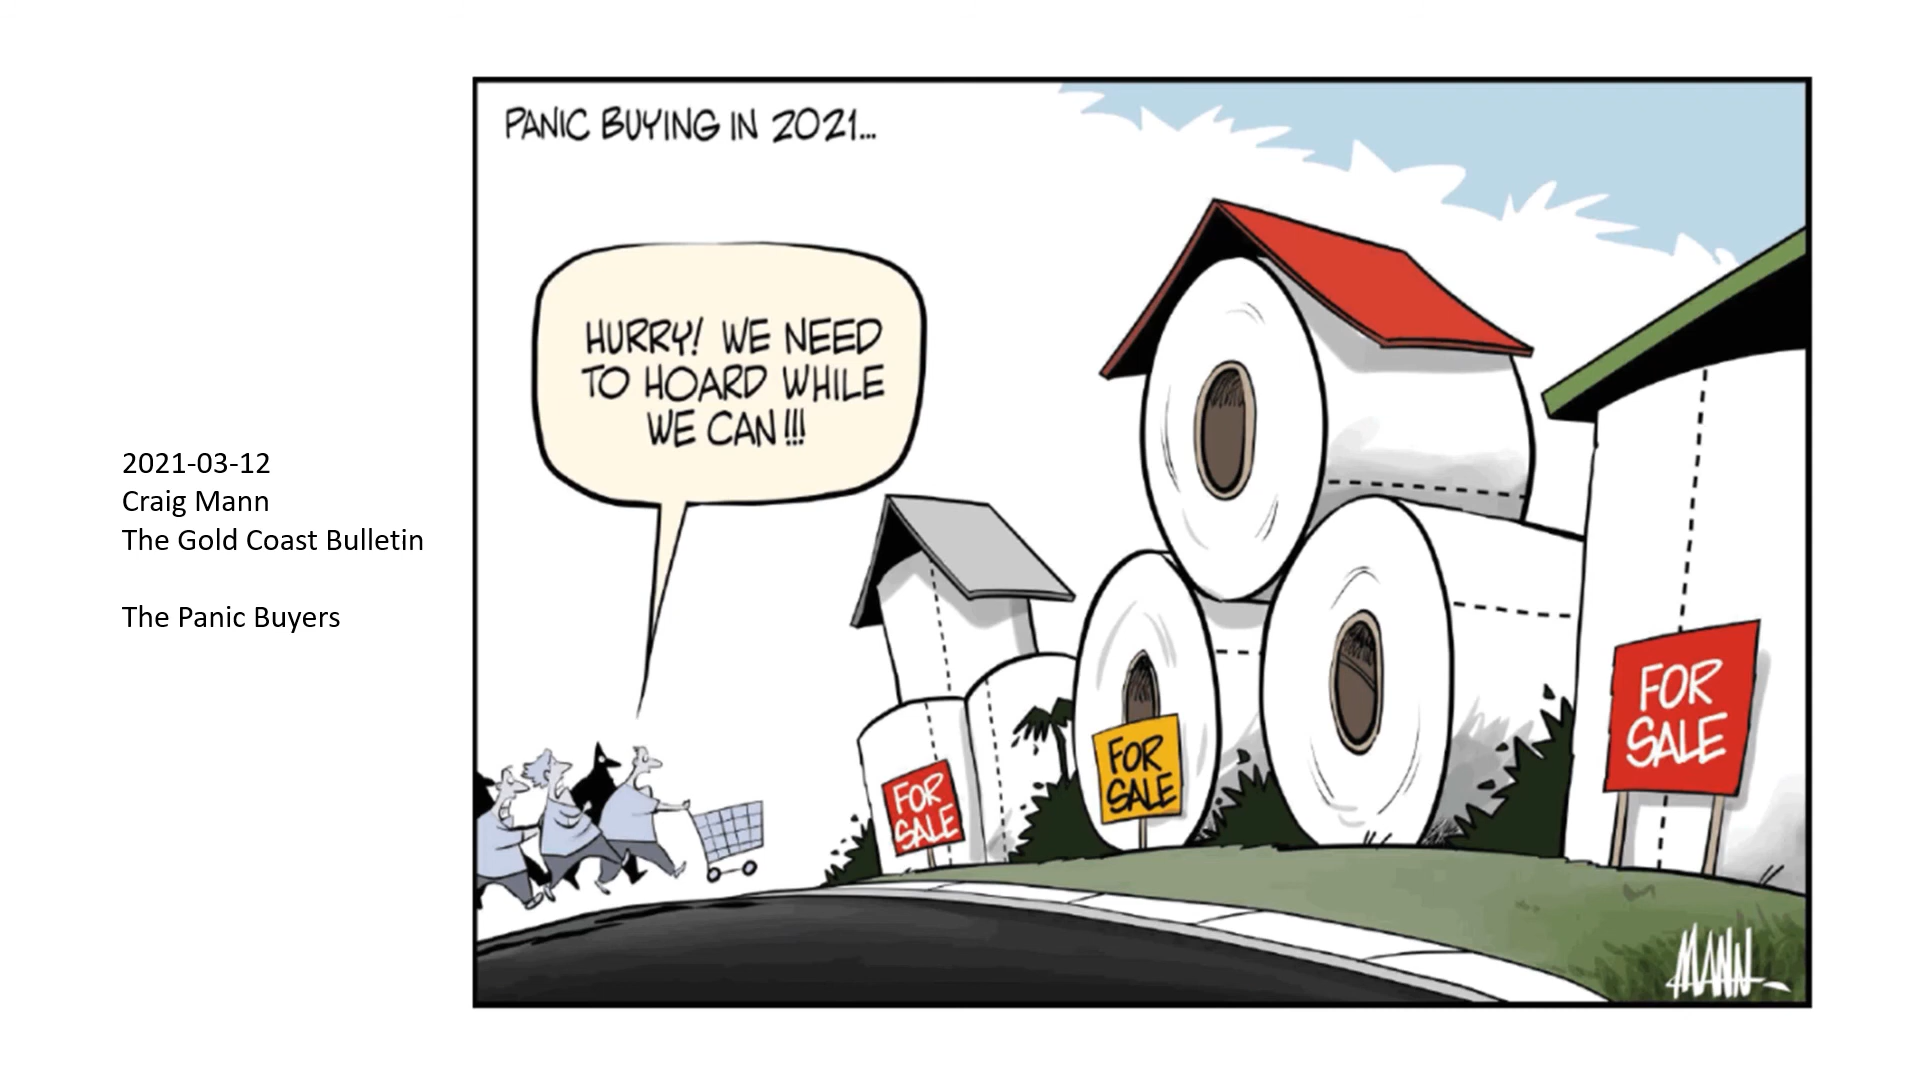 PANIC BUYING IN 2021...
HURRY! WE NEED
TO HOARD WHILE
WE CAN!!!
2021-03-12
Craig Mann
The Gold Coast Bulletin
The Panic Buyers
FOR
SALE
FOR
SALE
FOR
SALE
MANN